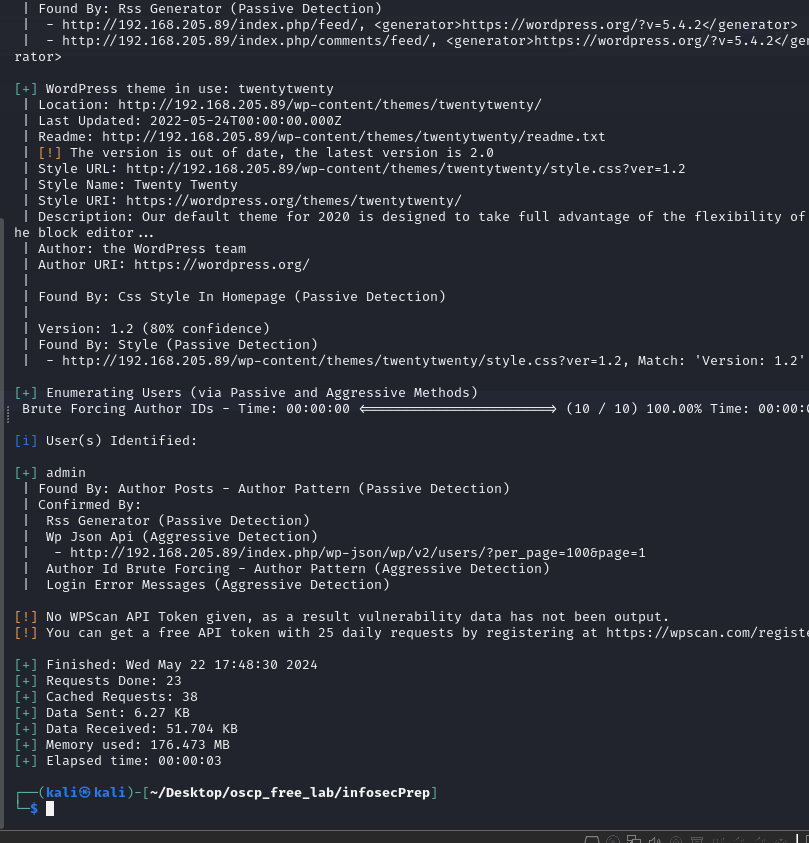 |  Found By: Rss Generator (Passive Detection)
 |  - http://192.168.205.89/index.php/feed/, <generator>https://wordpress.org/?v=5.4.2</generator>
 |  - http://192.168.205.89/index.php/comments/feed/, <generator>https://wordpress.org/?v=5.4.2</ge
rator>

[+] WordPress theme in use: twentytwenty
 | Location: http://192.168.205.89/wp-content/themes/twentytwenty/
 | Last Updated: 2022-05-24T00:00:00.000Z
 | Readme: http://192.168.205.89/wp-content/themes/twentytwenty/readme.txt
 | [!] The version is out of date, the latest version is 2.0
 | Style URL: http://192.168.205.89/wp-content/themes/twentytwenty/style.css?ver=1.2
 | Style Name: Twenty Twenty
 | Style URI: https://wordpress.org/themes/twentytwenty/
 | Description: Our default theme for 2020 is designed to take full advantage of the flexibility of
he block editor...
 | Author: the WordPress team
 | Author URI: https://wordpress.org/
 |
 | Found By: Css Style In Homepage (Passive Detection)
 |
 | Version: 1.2 (80% confidence)
 | Found By: Style (Passive Detection)
 |  - http://192.168.205.89/wp-content/themes/twentytwenty/style.css?ver=1.2, Match: 'Version: 1.2'

[+] Enumerating Users (via Passive and Aggressive Methods)
 Brute Forcing Author IDs - Time: 00:00:00 <==========================> (10 / 10) 100.00% Time: 00:00:0

[i] User(s) Identified:

[+] admin
 | Found By: Author Posts - Author Pattern (Passive Detection)
 | Confirmed By:
 |  Rss Generator (Passive Detection)
 |  Wp Json Api (Aggressive Detection)
 |   - http://192.168.205.89/index.php/wp-json/wp/v2/users/?per_page=100&page=1
 |  Author Id Brute Forcing - Author Pattern (Aggressive Detection)
 |  Login Error Messages (Aggressive Detection)

[!] No WPScan API Token given, as a result vulnerability data has not been output.
[!] You can get a free API token with 25 daily requests by registering at https://wpscan.com/registe

[+] Finished: Wed May 22 17:48:30 2024
[+] Requests Done: 23
[+] Cached Requests: 38
[+] Data Sent: 6.27 KB
[+] Data Received: 51.704 KB
[+] Memory used: 176.473 MB
[+] Elapsed time: 00:00:03

┌──(kali㉿kali)-[~/Desktop/oscp_free_lab/infosecPrep]
└─$